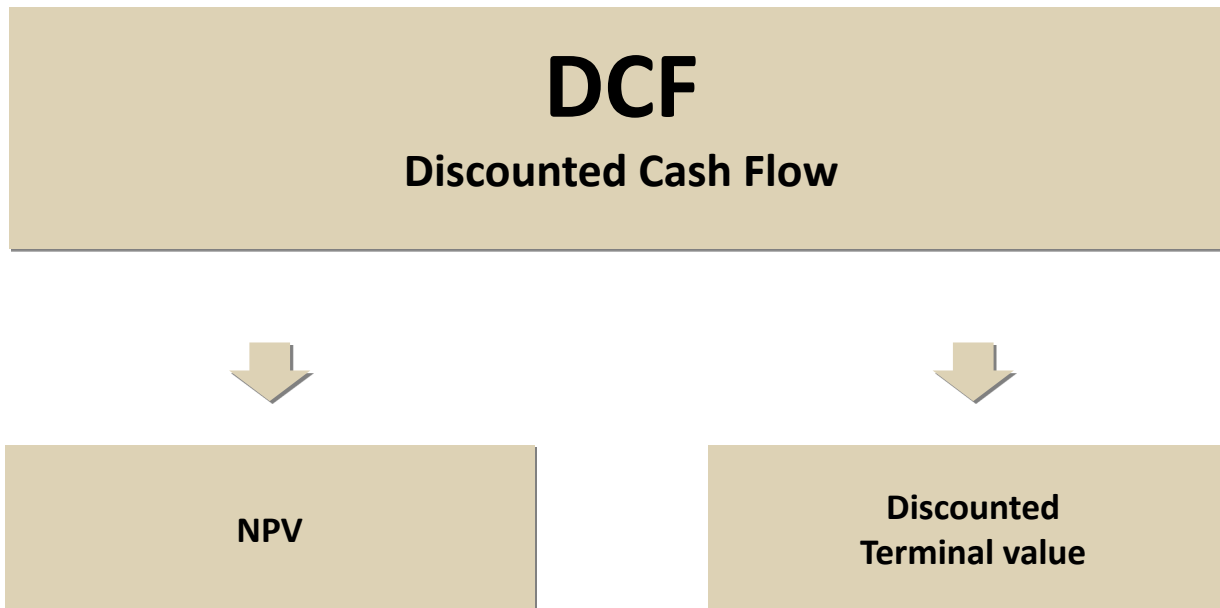 DCF
Discounted Cash Flow
NPV
Discounted
Terminal value